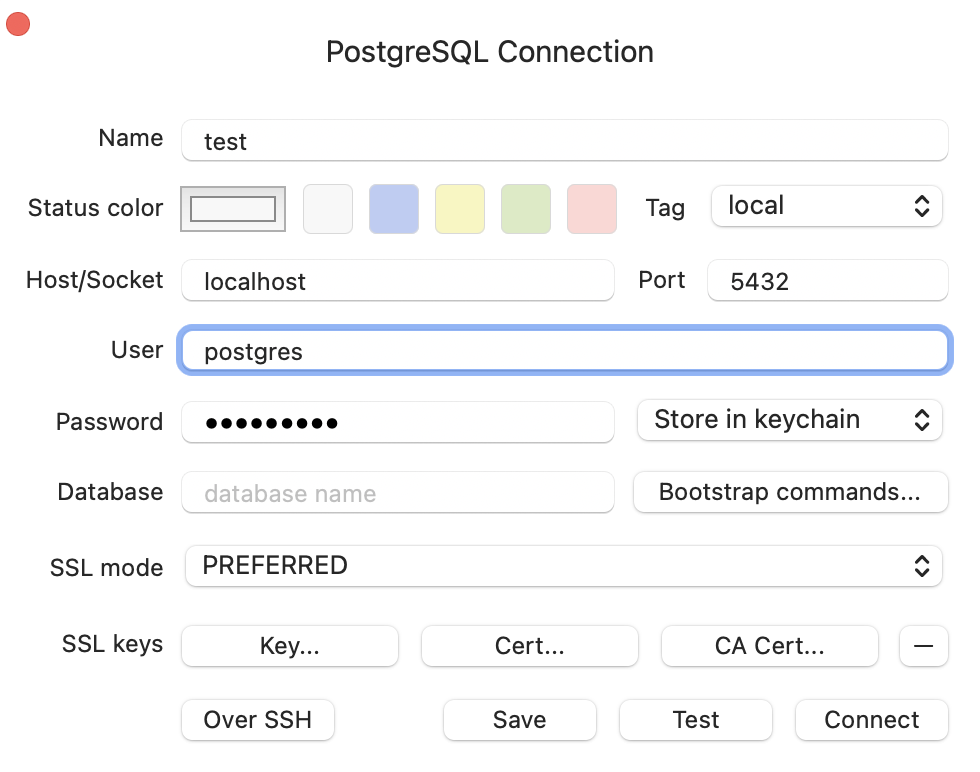 PostgreSQL Connection
Name test
Status color Tag local
Host/Socket localhost Port 5432
User postgres
Password ••••••••• Store in keychain
Database database name Bootstrap commands...
SSL mode PREFERRED
SSL keys Key... Cert... CA Cert... —
Over SSH Save Test Connect